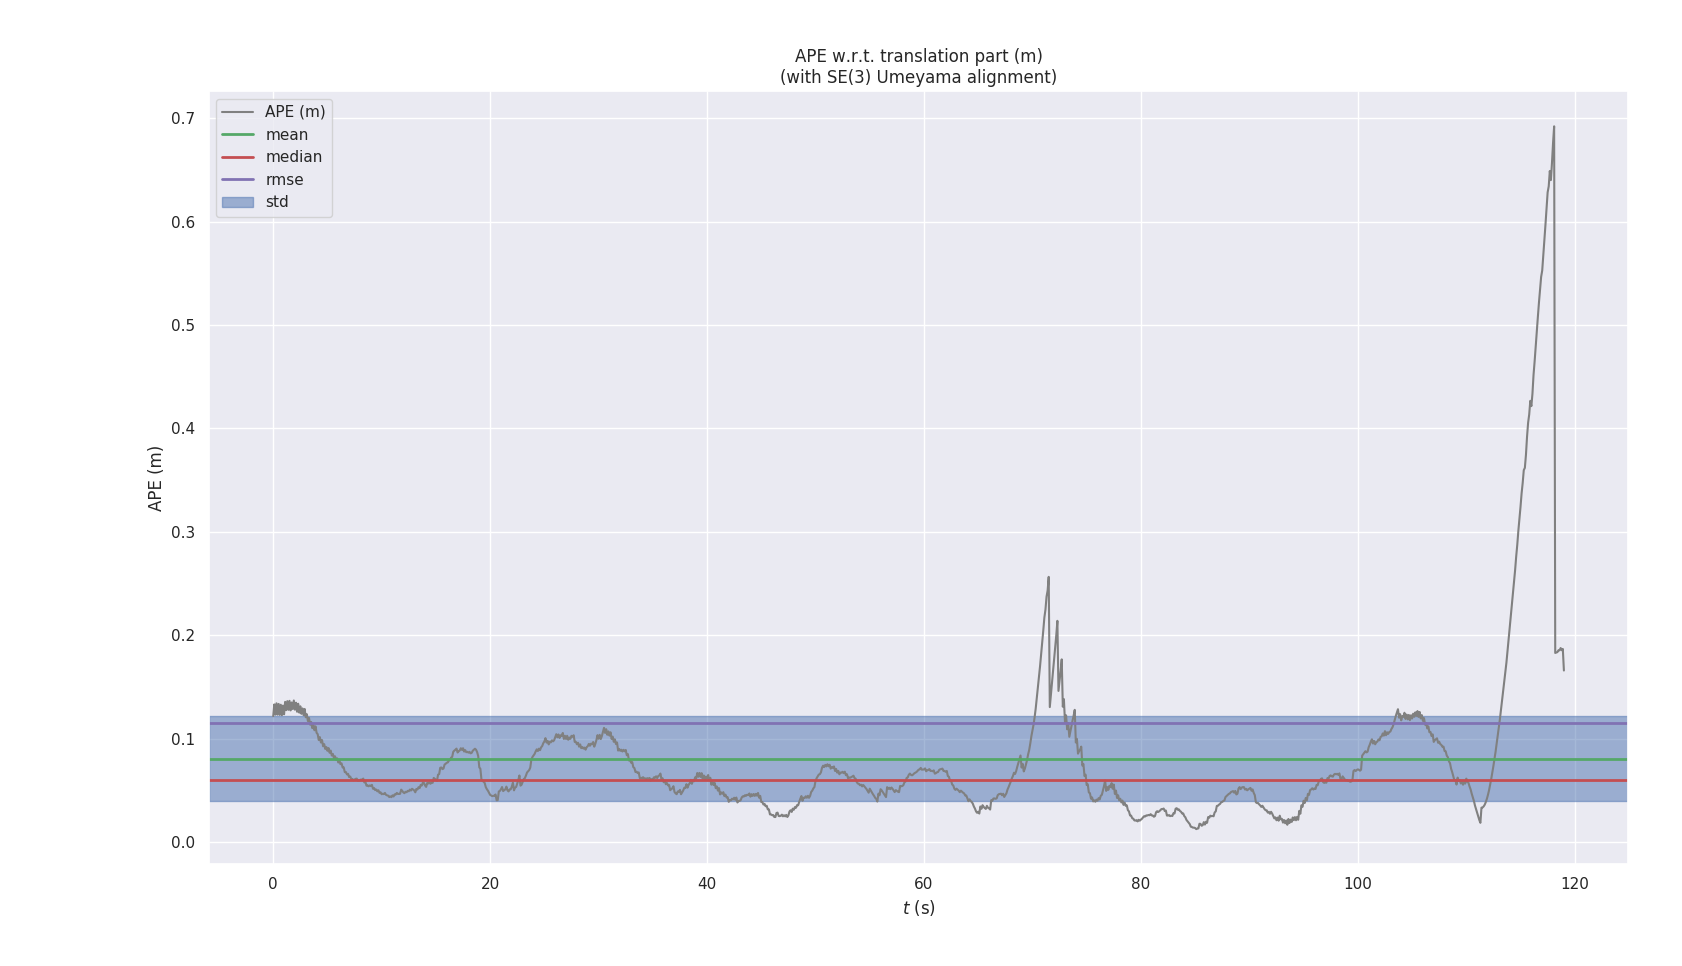 APE w.r.t. translation part (m)
(with SE(3) Umeyama alignment)
APE (m)
mean
median
rmse
std
0.7
0.6
0.5
0.4
0.3
0.2
0.1
0.0
APE (m)
0 20 40 60 80 100 120
t (s)